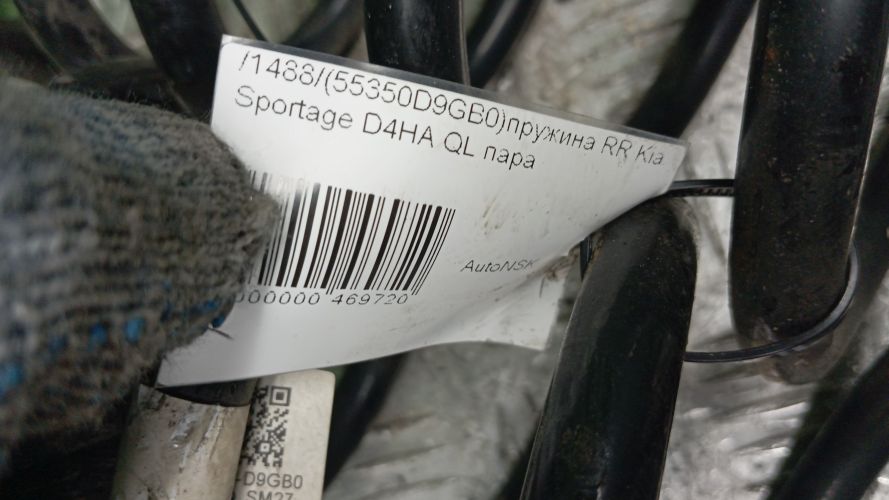 /1488/(55350D9GB0)пружина RR Kia
Sportage D4HA QL пара
AutoNSK
000000 469720
-D9GB0
SM27